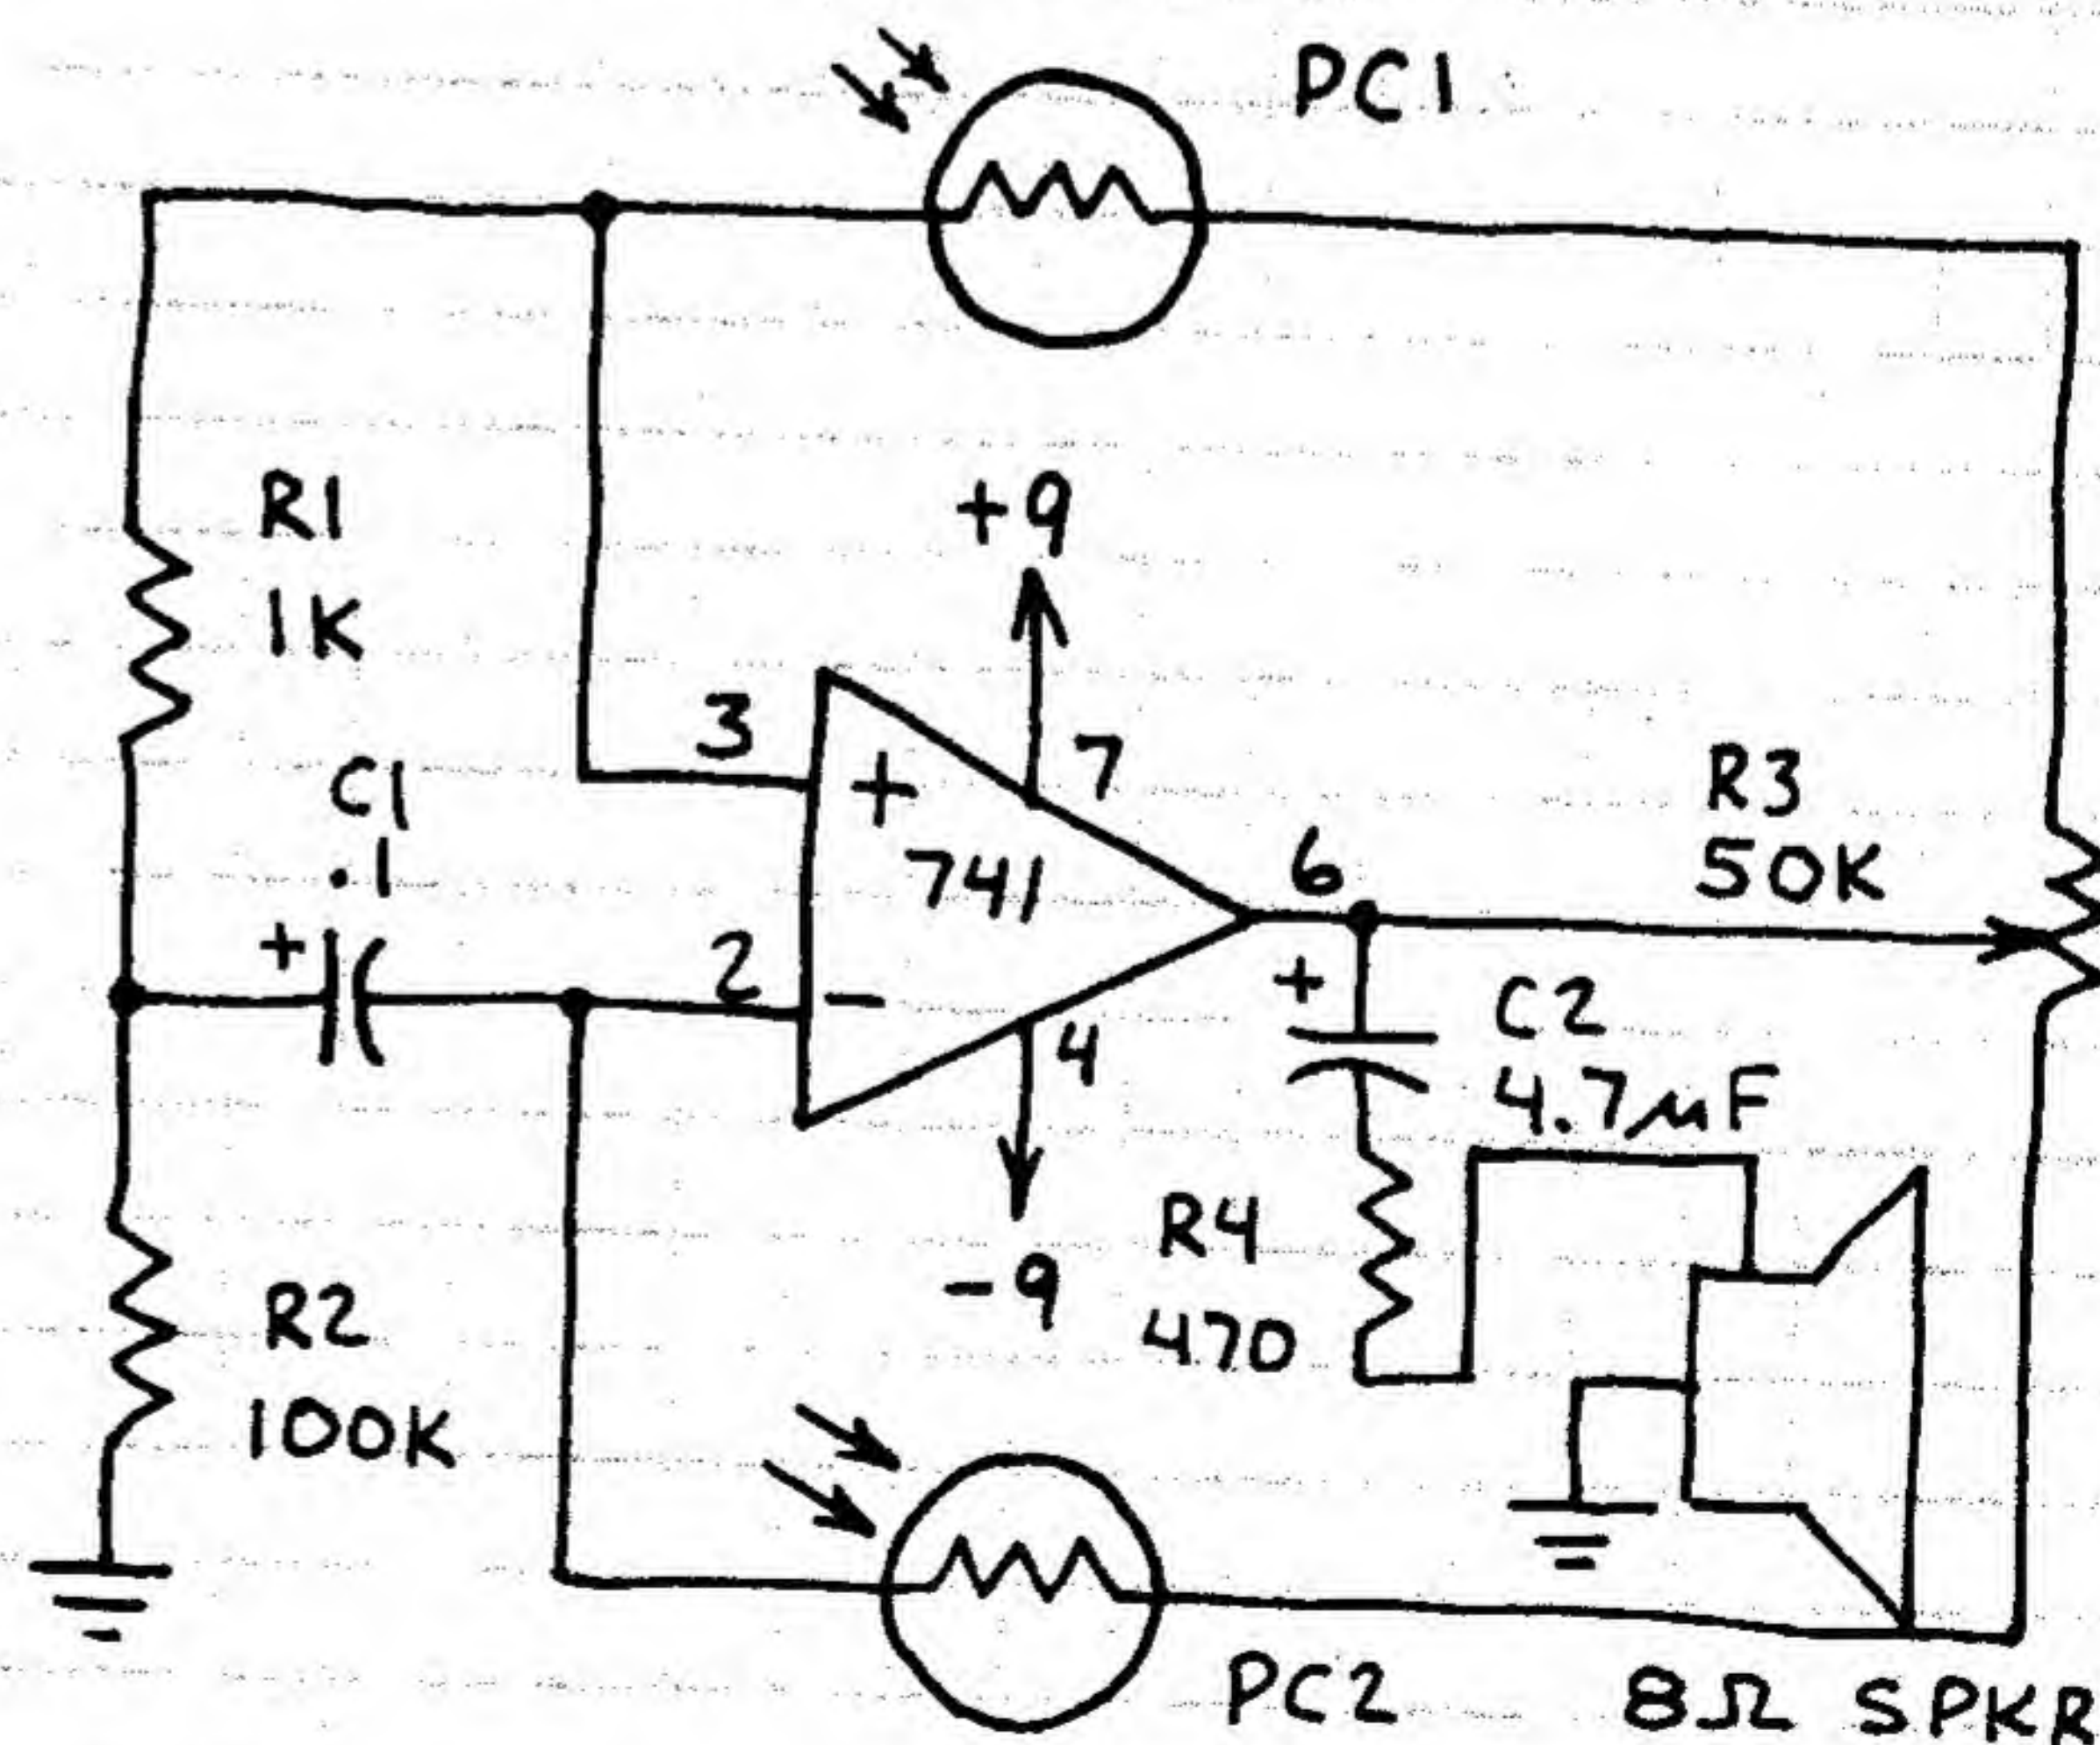 PC1
R1
1K
+9
3
7
+
741
C1
.1
+
2
-
4
-9
6
+
R3
50K
C2
4.7µF
R4
470
R2
100K
PC2
8Ω SPKR